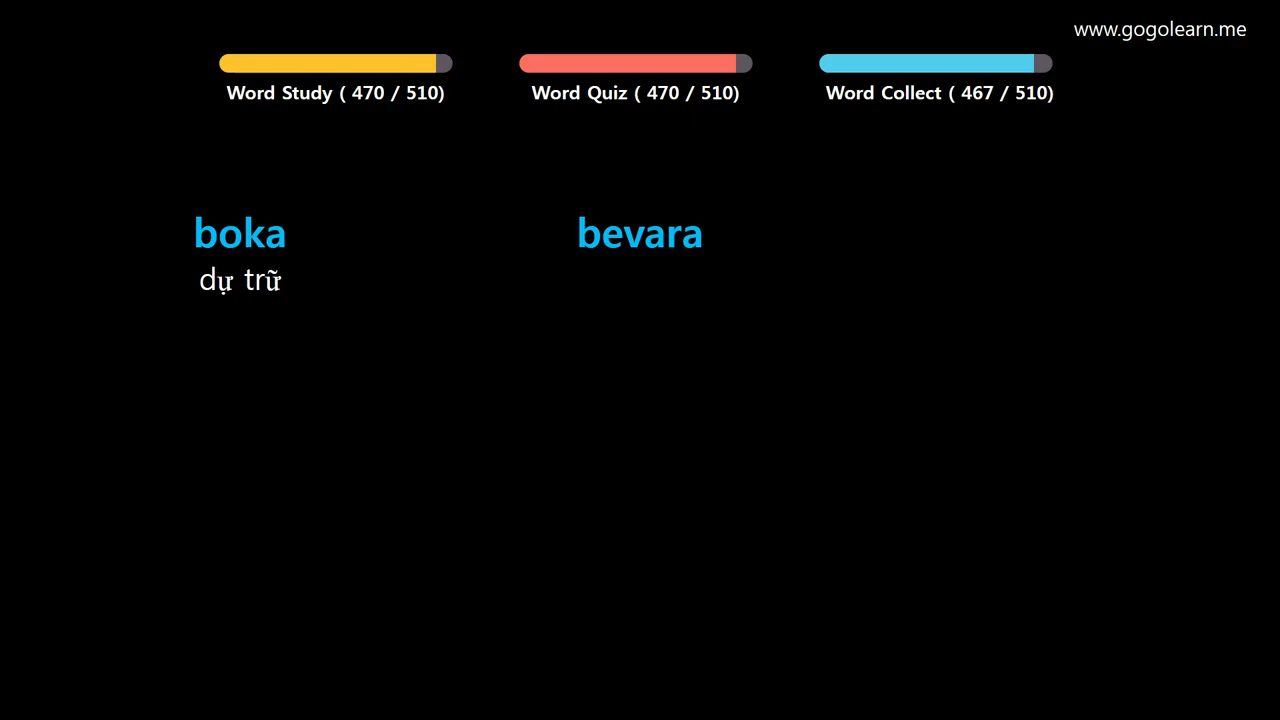 www.gogolearn.me
Word Study ( 470 / 510)
Word Quiz ( 470 / 510)
Word Collect ( 467 / 510)
boka
dự trữ
bevara